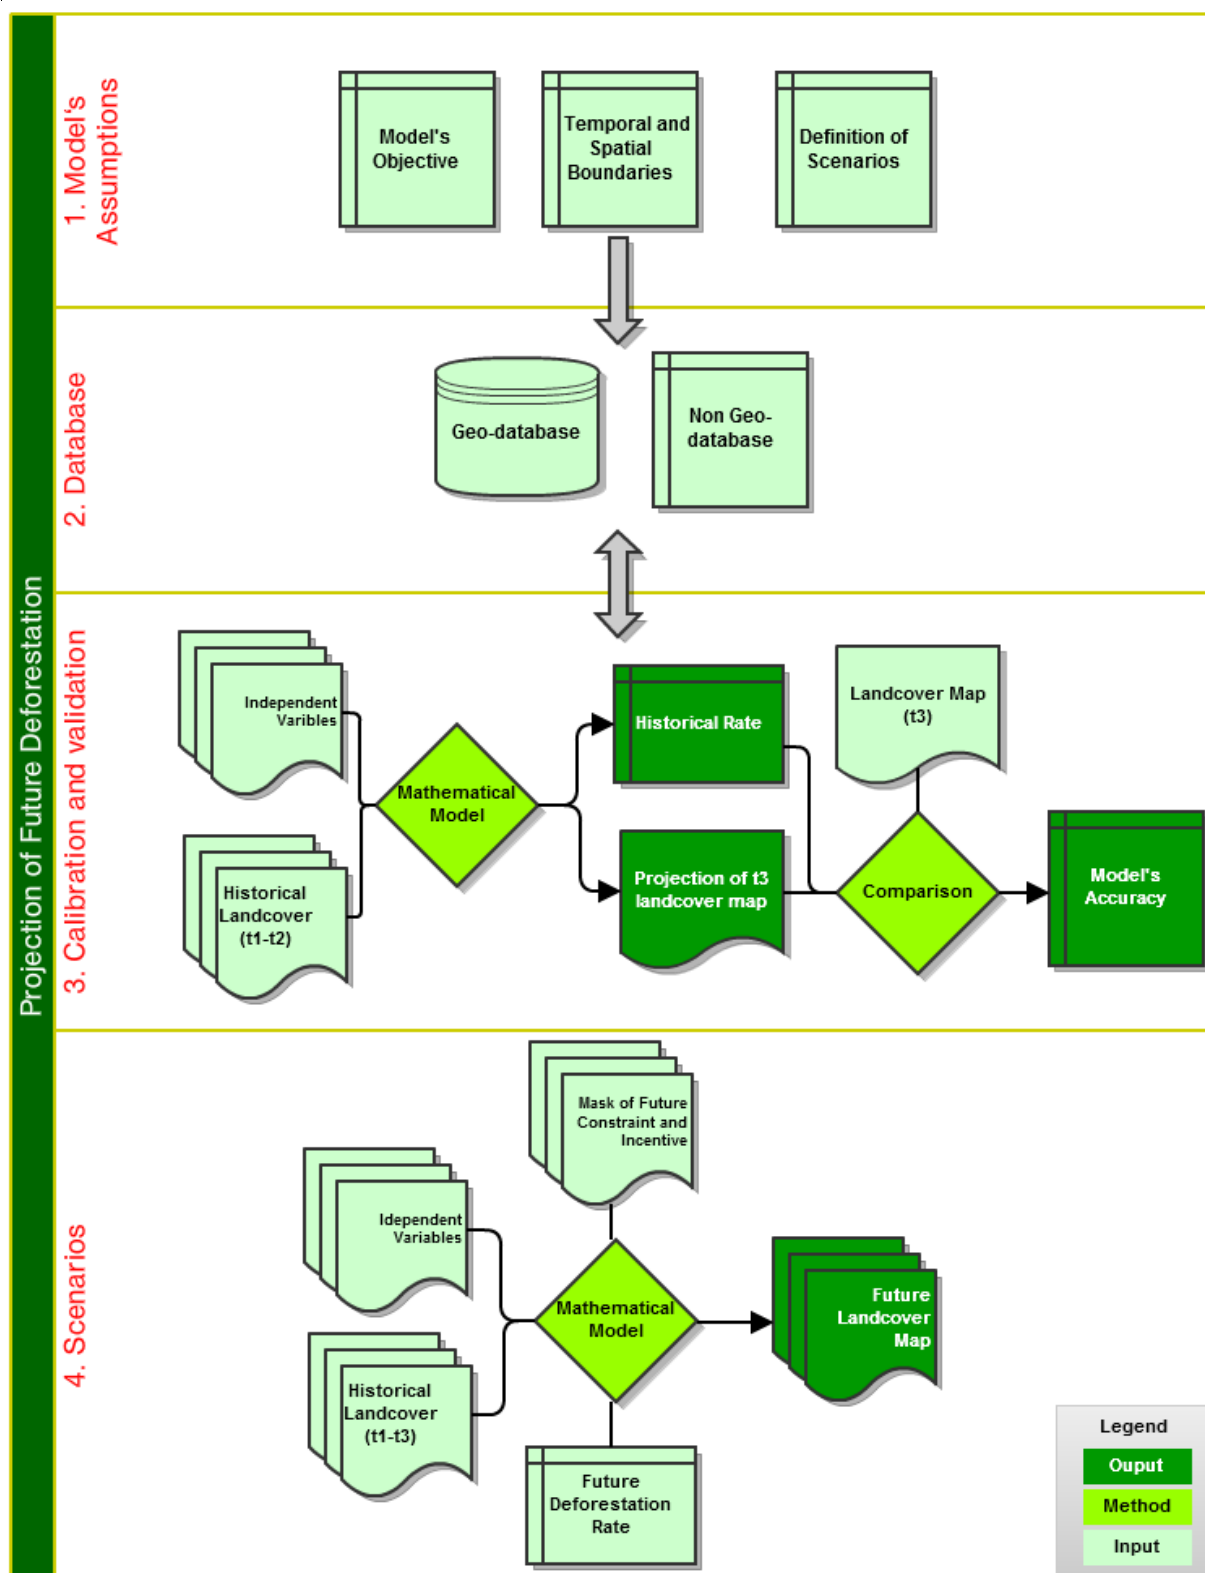 Projection of Future Deforestation
1. Model's
Assumptions
Model's
Objective
Temporal and
Spatial
Boundaries
Definition of
Scenarios
2. Database
Geo-database
Non Geo-
database
3. Calibration and validation
Independent
Varibles
Historical
Landcover
(t1-t2)
Mathematical
Model
Historical Rate
Projection of t3
landcover map
Landcover Map
(t3)
Comparison
Model's
Accuracy
4. Scenarios
Mask of Future
Constraint and
Incentive
Idependent
Variables
Historical
Landcover
(t1-t3)
Mathematical
Model
Future
Deforestation
Rate
Future
Landcover
Map
Legend
Ouput
Method
Input